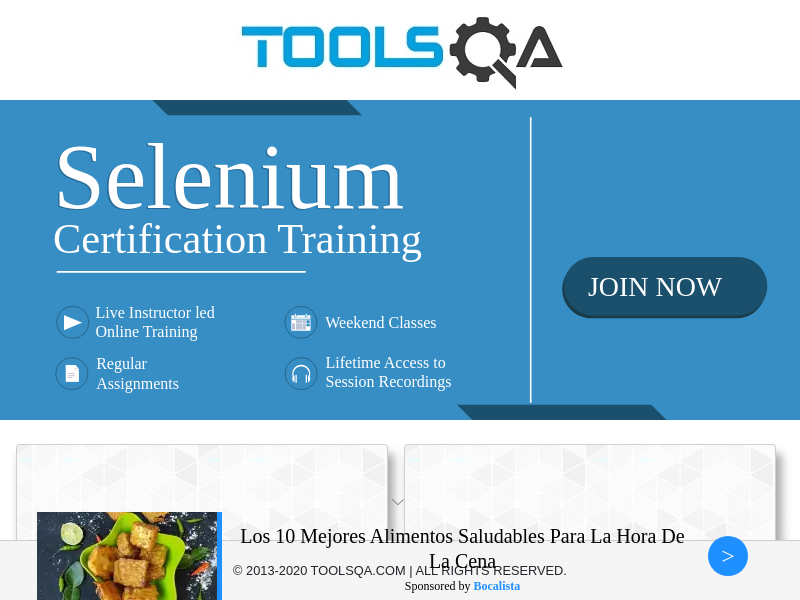 TOOLSQA
Selenium
Certification Training
Live Instructor led
Online Training
Weekend Classes
Regular
Assignments
Lifetime Access to
Session Recordings
JOIN NOW
Los 10 Mejores Alimentos Saludables Para La Hora De
La Cena
>
© 2013-2020 TOOLSQA.COM | ALL RIGHTS RESERVED.
Sponsored by Bocalista